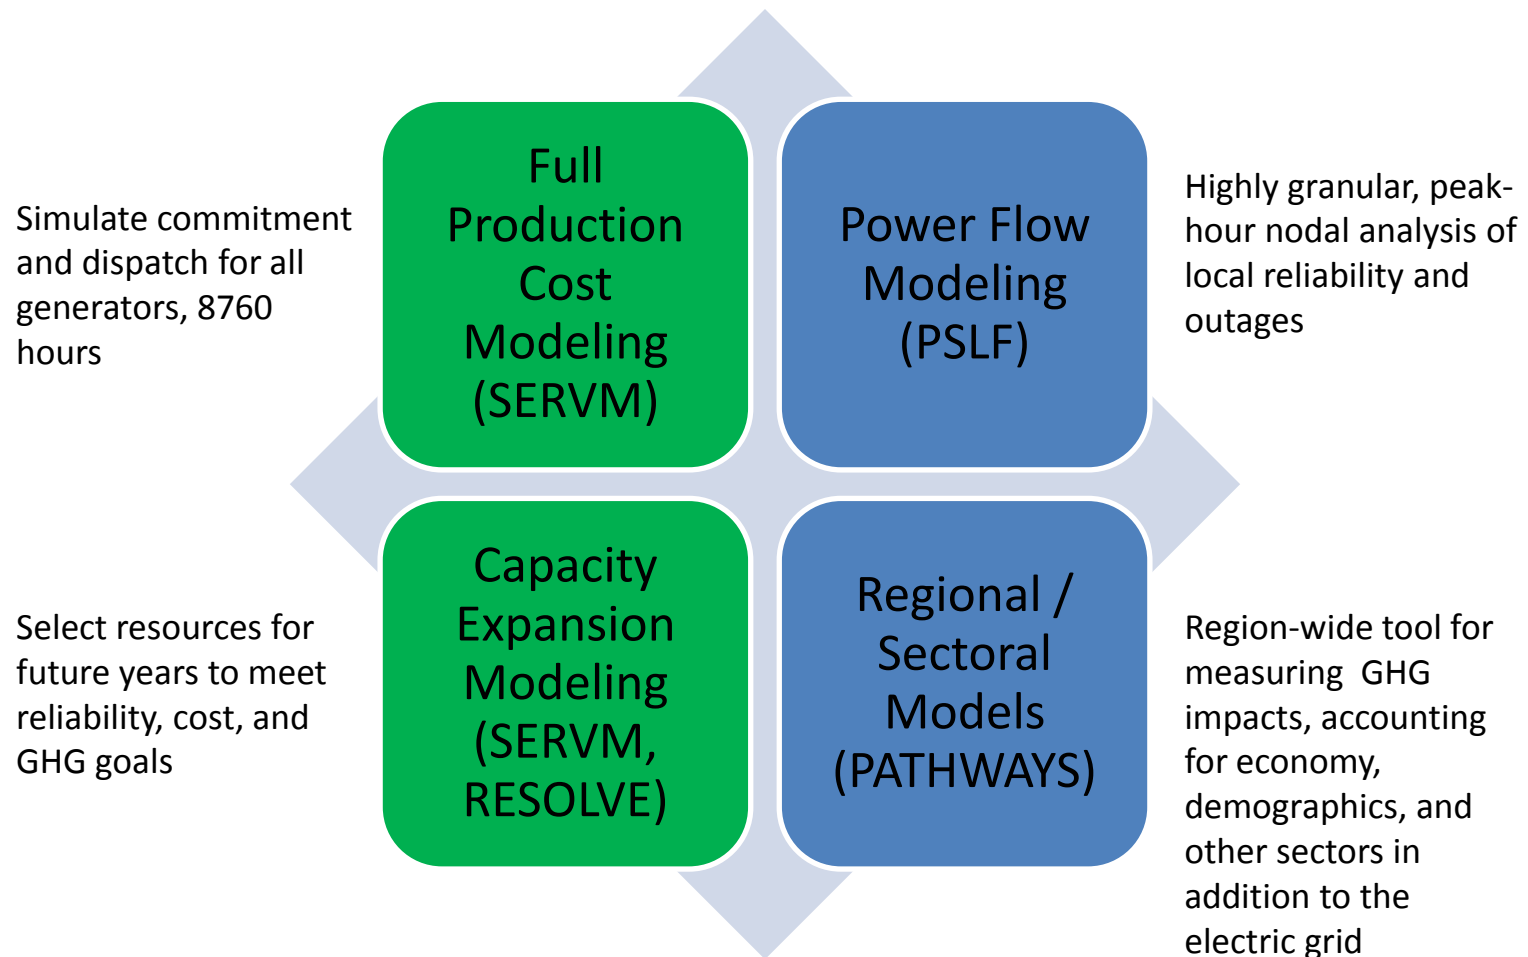 Simulate commitment
and dispatch for all
generators, 8760
hours
Full
Production
Cost
Modeling
(SERVM)
Power Flow
Modeling
(PSLF)
Highly granular, peak-
hour nodal analysis of
local reliability and
outages
Select resources for
future years to meet
reliability, cost, and
GHG goals
Capacity
Expansion
Modeling
(SERVM,
RESOLVE)
Regional /
Sectoral
Models
(PATHWAYS)
Region-wide tool for
measuring  GHG
impacts, accounting
for economy,
demographics, and
other sectors in
addition to the
electric grid